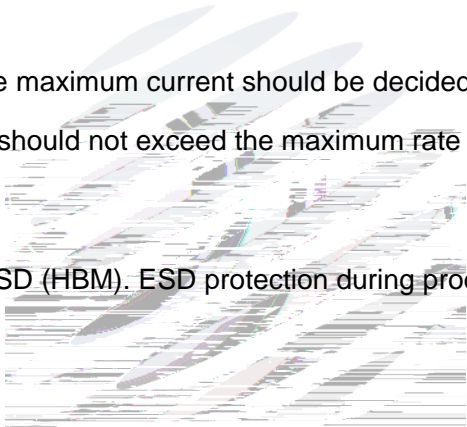 e maximum current should be decided
should not exceed the maximum rate
SD (HBM). ESD protection during proc